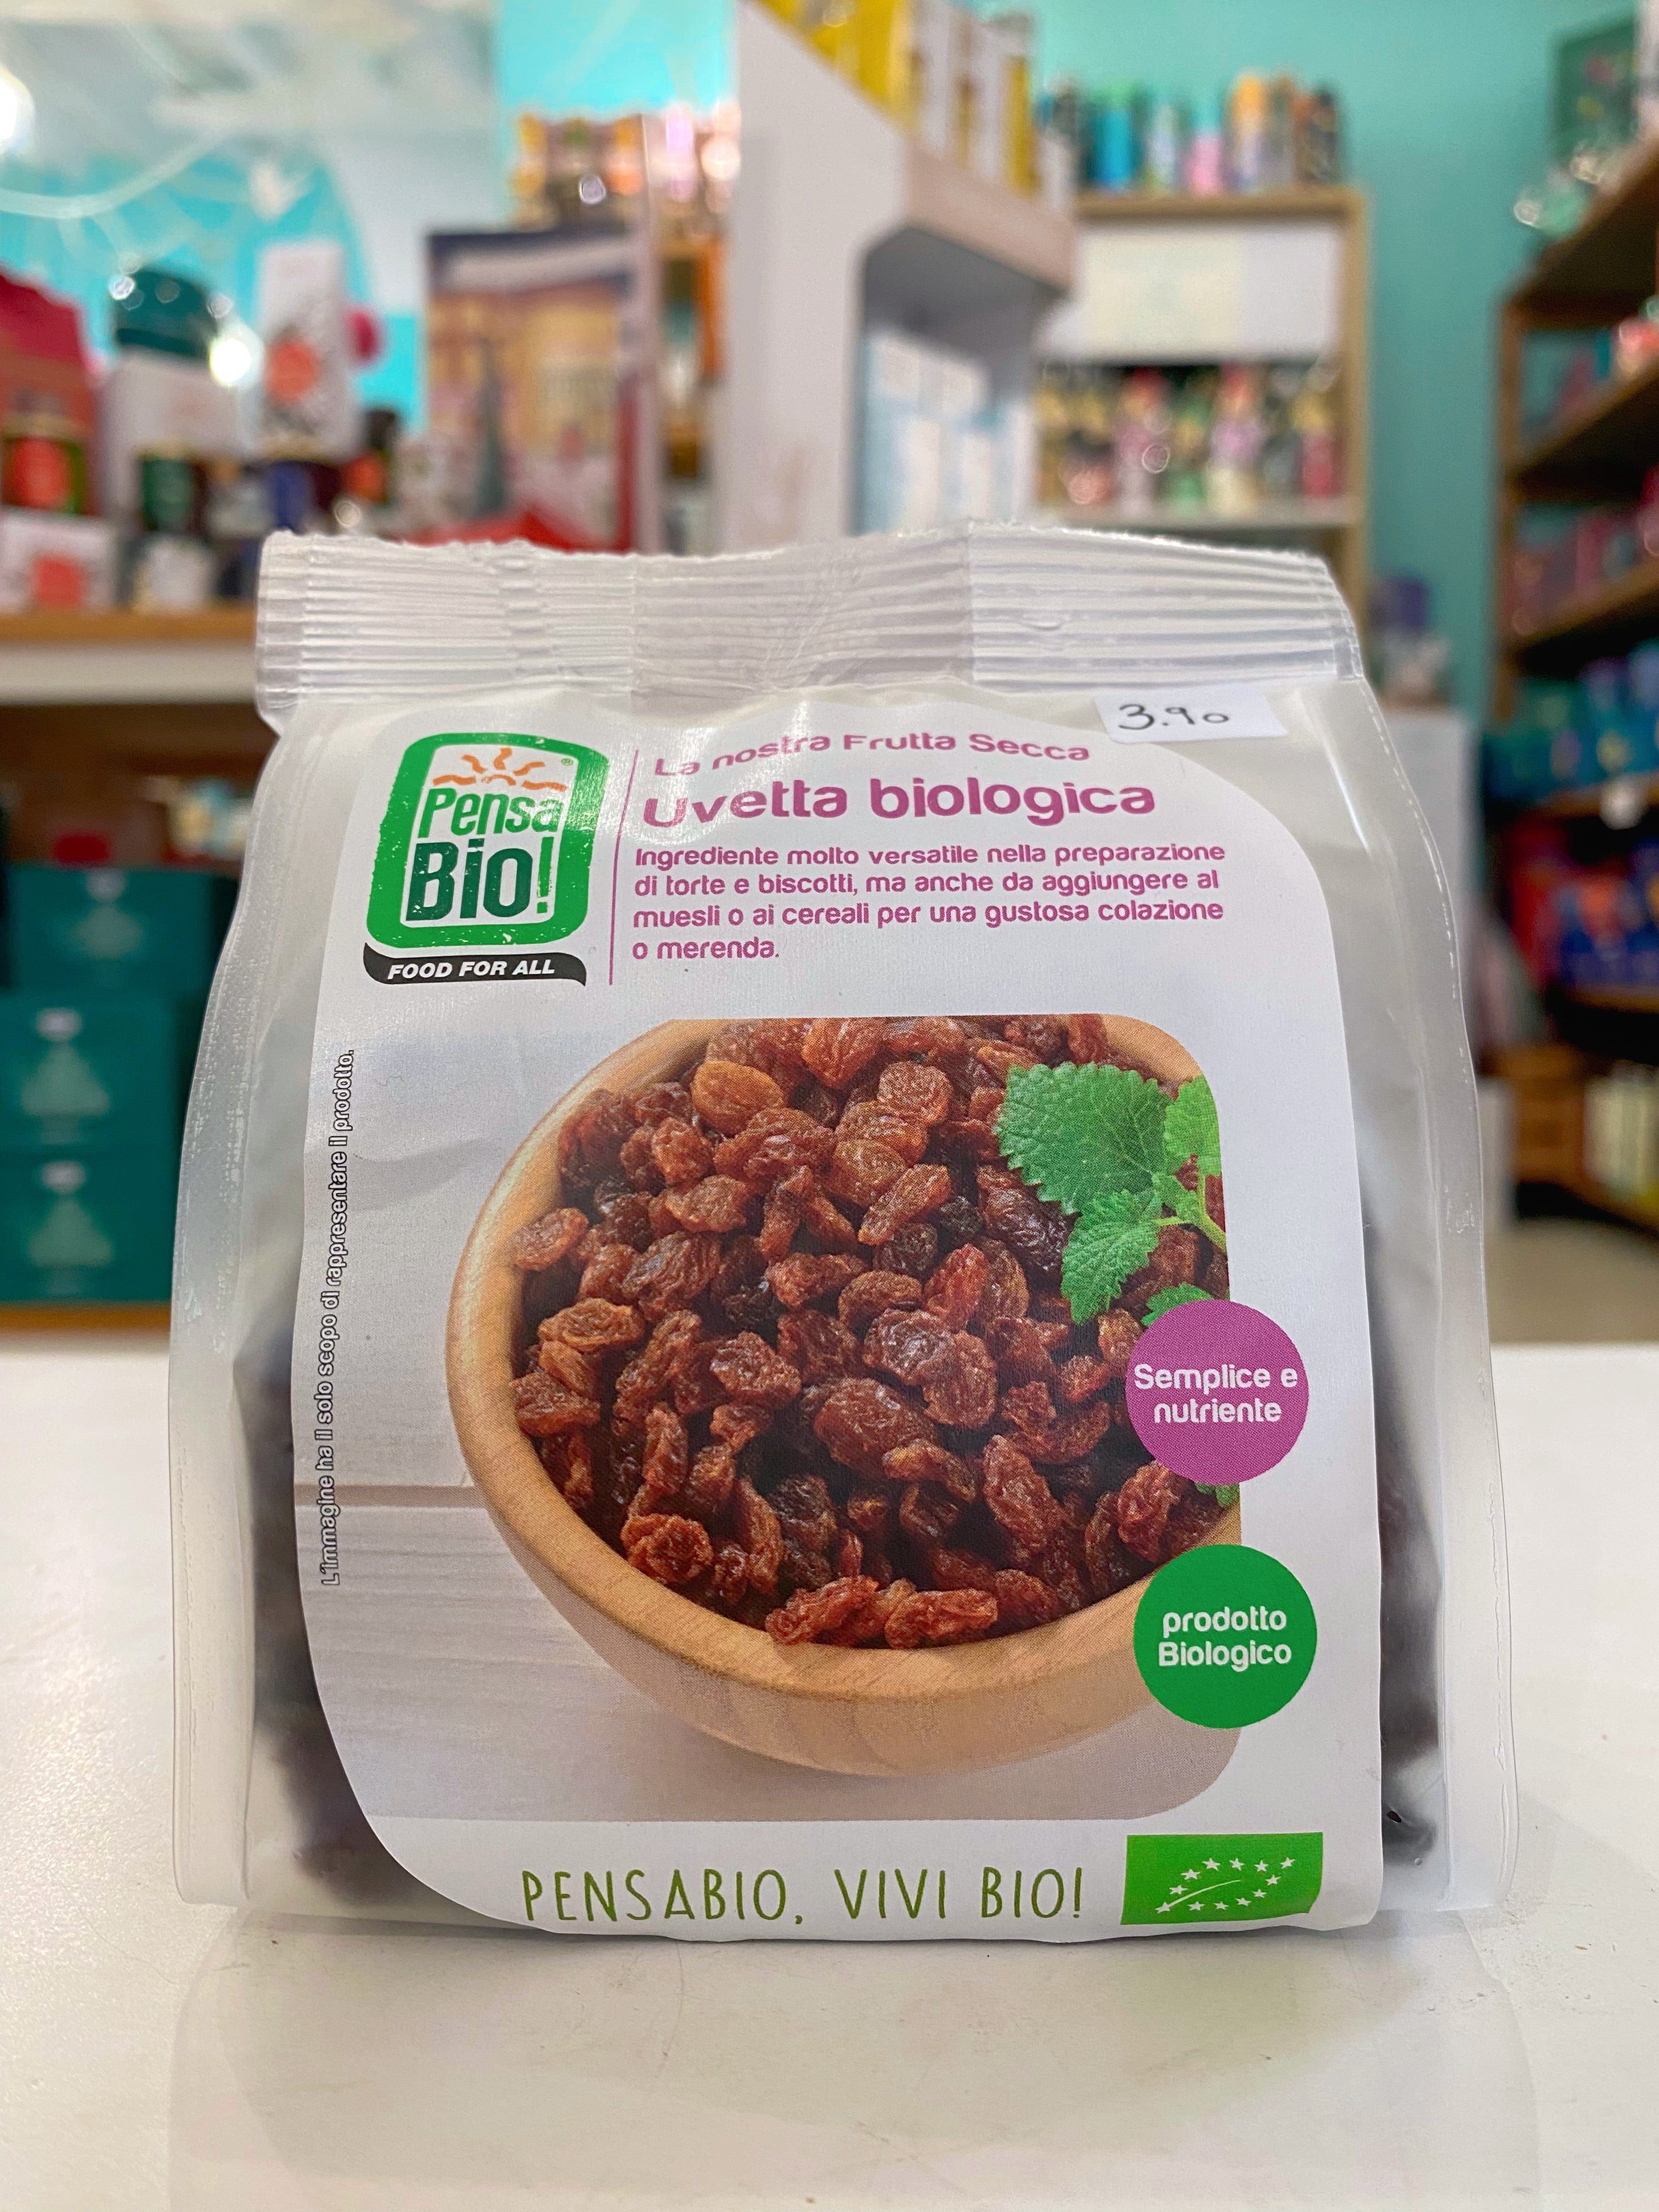 3.90
Pensa
Bio!
®
FOOD FOR ALL
La nostra Frutta Secca
Uvetta biologica
Ingrediente molto versatile nella preparazione
di torte e biscotti, ma anche da aggiungere al
muesli o ai cereali per una gustosa colazione
o merenda.
L'immagine ha il solo scopo di rappresentare il prodotto.
Semplice e
nutriente
prodotto
Biologico
PENSABIO, VIVI BIO!